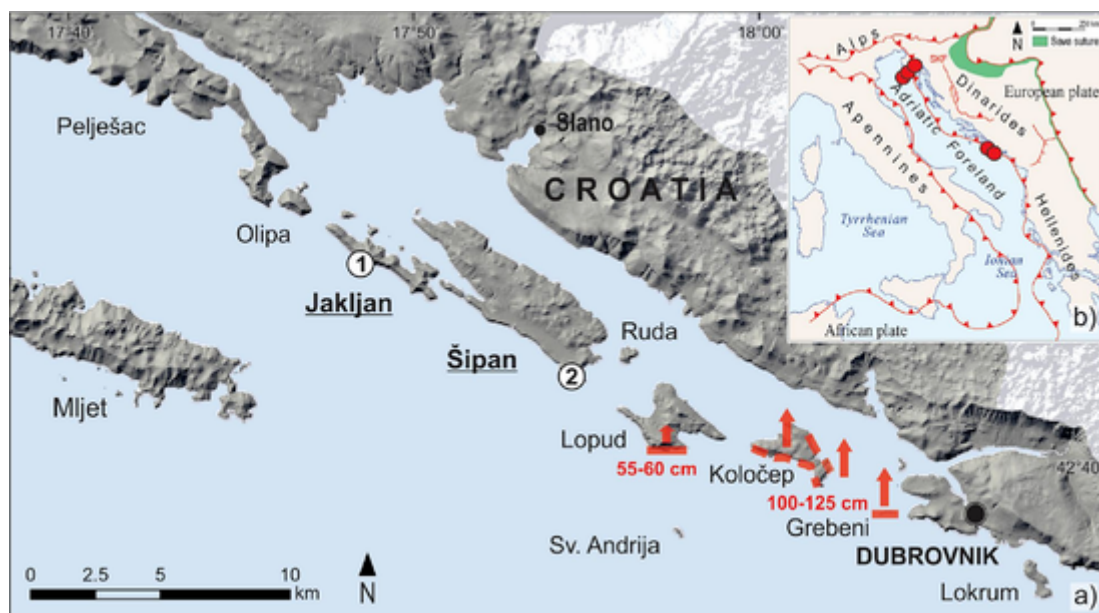 17°40'
17°50'
18°00'
Pelješac
Slano
CROATIA
Olipa
1
Jakljan
Šipan
2
Ruda
Mljet
Lopud
55-60 cm
Koločep
100-125 cm
Grebeni
42°40'
Sv. Andrija
DUBROVNIK
Lokrum
0 2.5 5 10
km
N
a)
N
Sava suture
Alps
European plate
Dinarides
Adriatic
Foreland
Apennines
Hellenides
Tyrrhenian
Sea
Ionian
Sea
African plate
b)